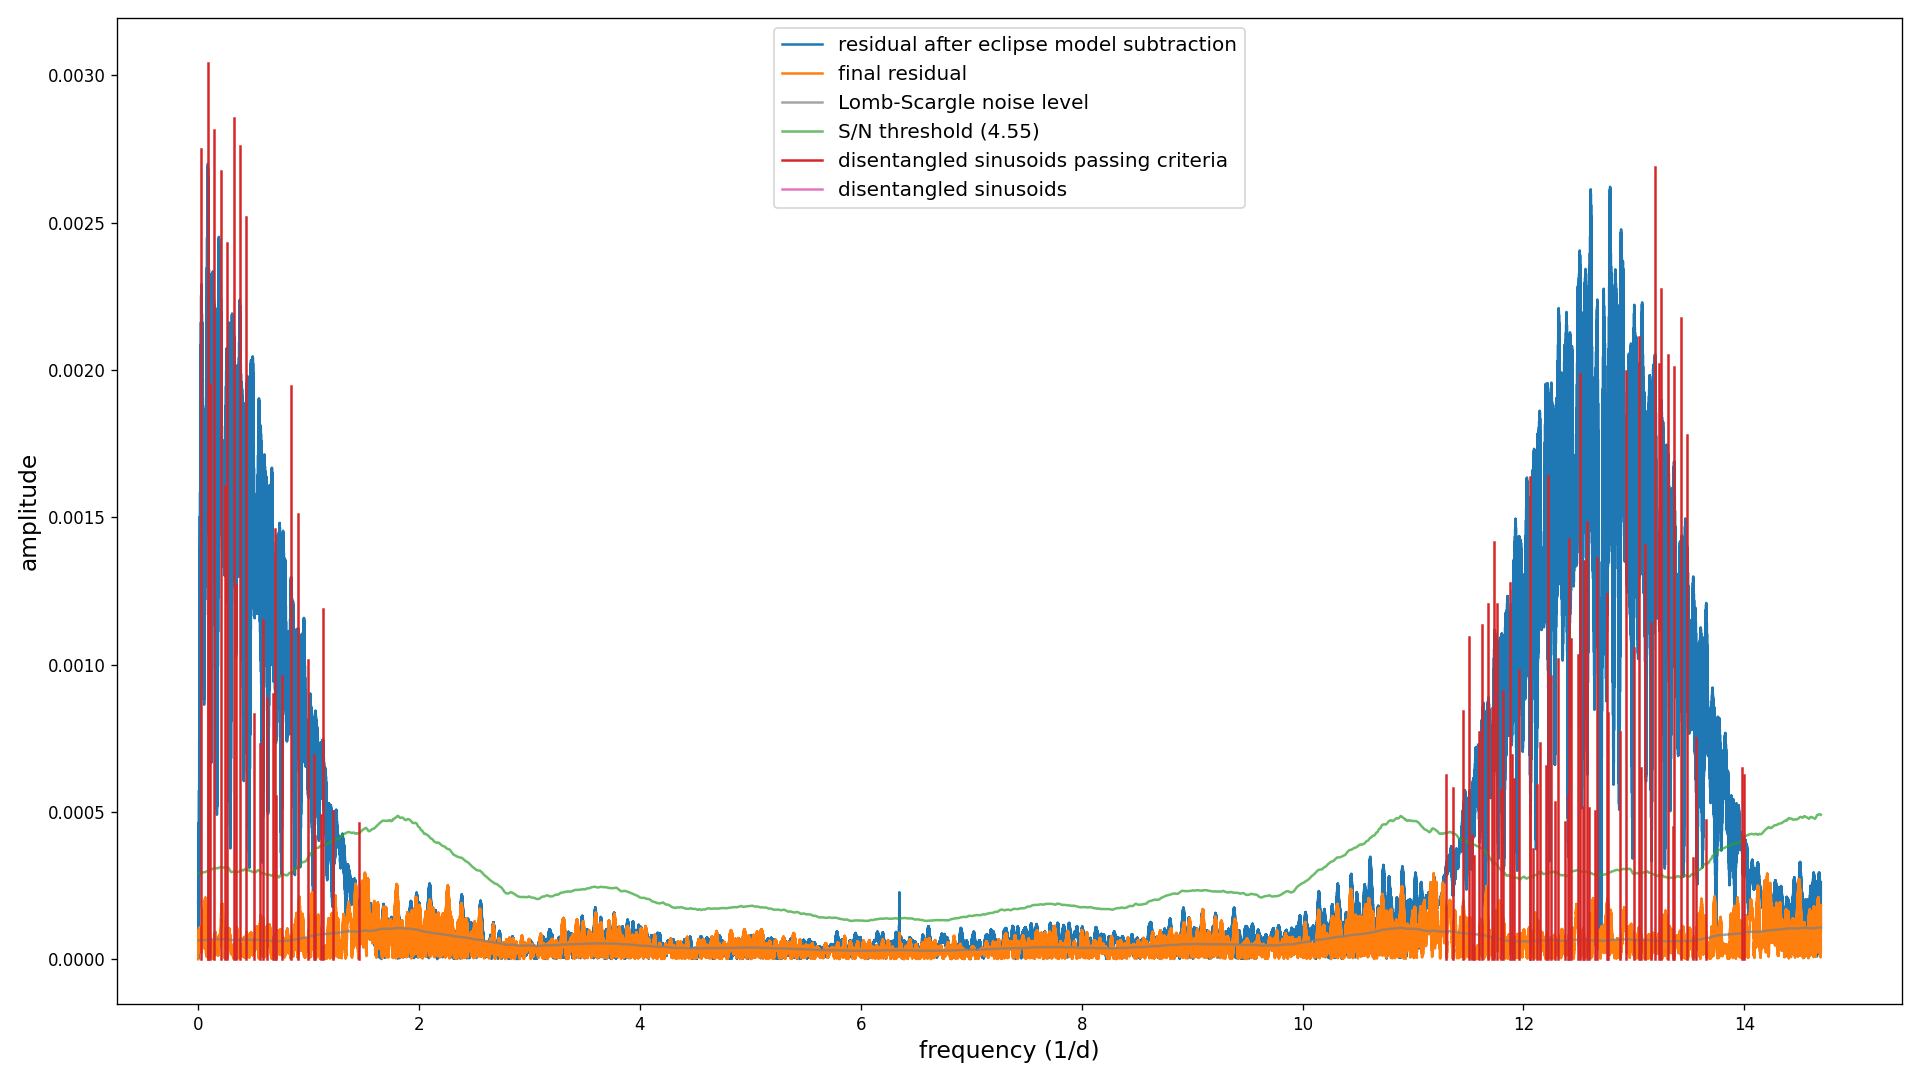 residual after eclipse model subtraction
final residual
Lomb-Scargle noise level
S/N threshold (4.55)
disentangled sinusoids passing criteria
disentangled sinusoids
0.0030
0.0025
0.0020
0.0015
0.0010
0.0005
0.0000
amplitude
0 2 4 6 8 10 12 14
frequency (1/d)